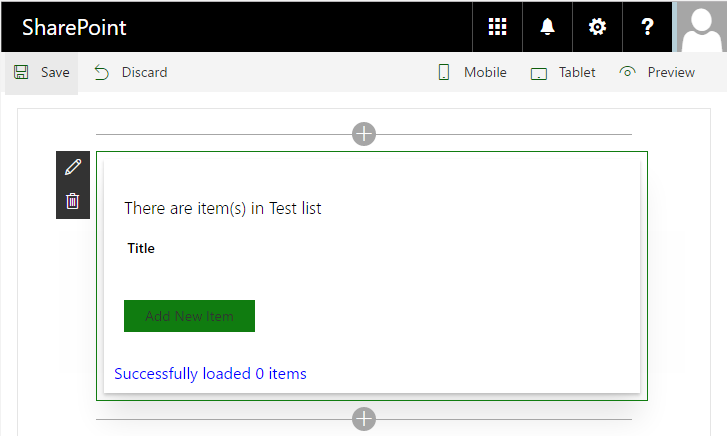 SharePoint ?
Save Discard Mobile Tablet Preview
There are item(s) in Test list
Title
Add New item
Successfully loaded 0 items